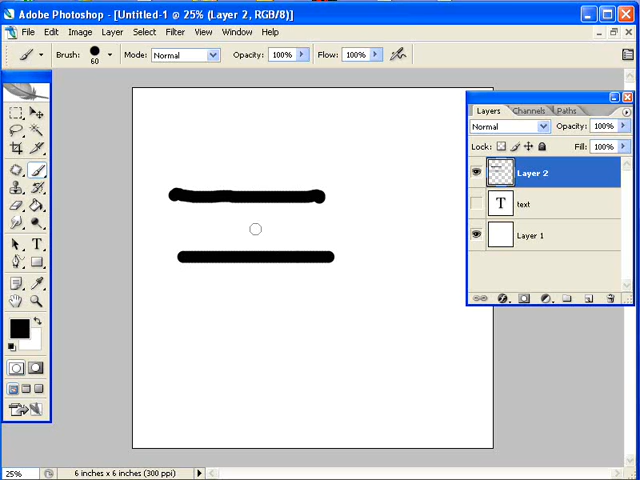 Adobe Photoshop - [Untitled-1 @ 25% (Layer 2, RGB/8)]
File Edit Image Layer Select Filter View Window Help
Brush: 60 Mode: Normal Opacity: 100% Flow: 100%
Layers Channels Paths
Normal Opacity: 100%
Lock: Fill: 100%
Layer 2
T text
Layer 1
T
25% 6 inches x 6 inches (300 ppi)